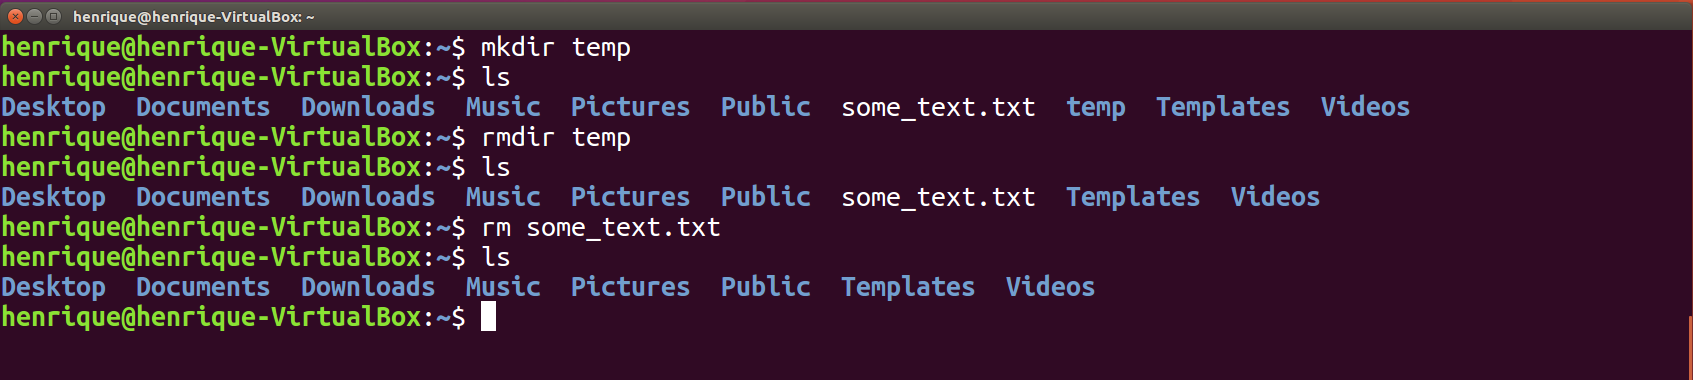 henrique@henrique-VirtualBox: ~
henrique@henrique-VirtualBox:~$ mkdir temp
henrique@henrique-VirtualBox:~$ ls
Desktop  Documents  Downloads  Music  Pictures  Public  some_text.txt  temp  Templates  Videos
henrique@henrique-VirtualBox:~$ rmdir temp
henrique@henrique-VirtualBox:~$ ls
Desktop  Documents  Downloads  Music  Pictures  Public  some_text.txt  Templates  Videos
henrique@henrique-VirtualBox:~$ rm some_text.txt
henrique@henrique-VirtualBox:~$ ls
Desktop  Documents  Downloads  Music  Pictures  Public  Templates  Videos
henrique@henrique-VirtualBox:~$